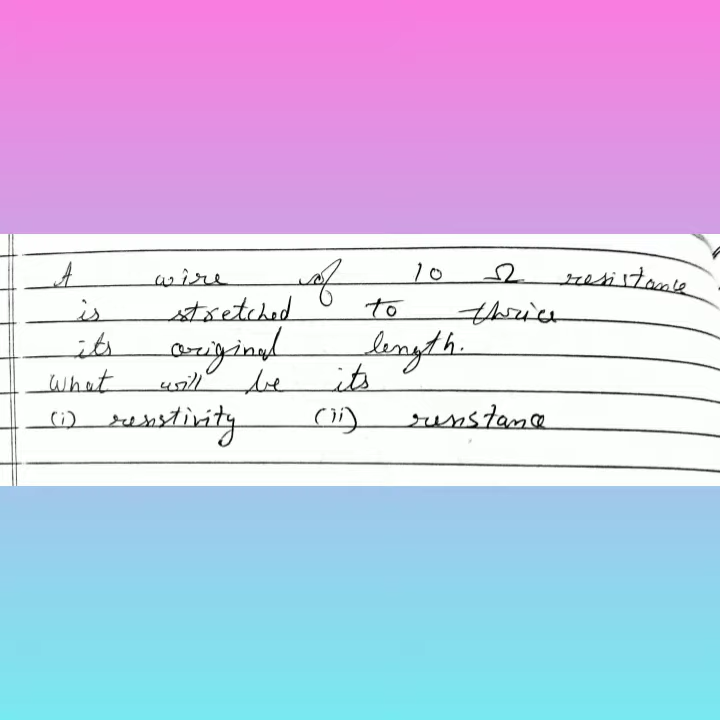 A wire of 10 Ω resistance
is stretched to thrice
its original length.
What will be its
(i) resistivity (ii) resistance